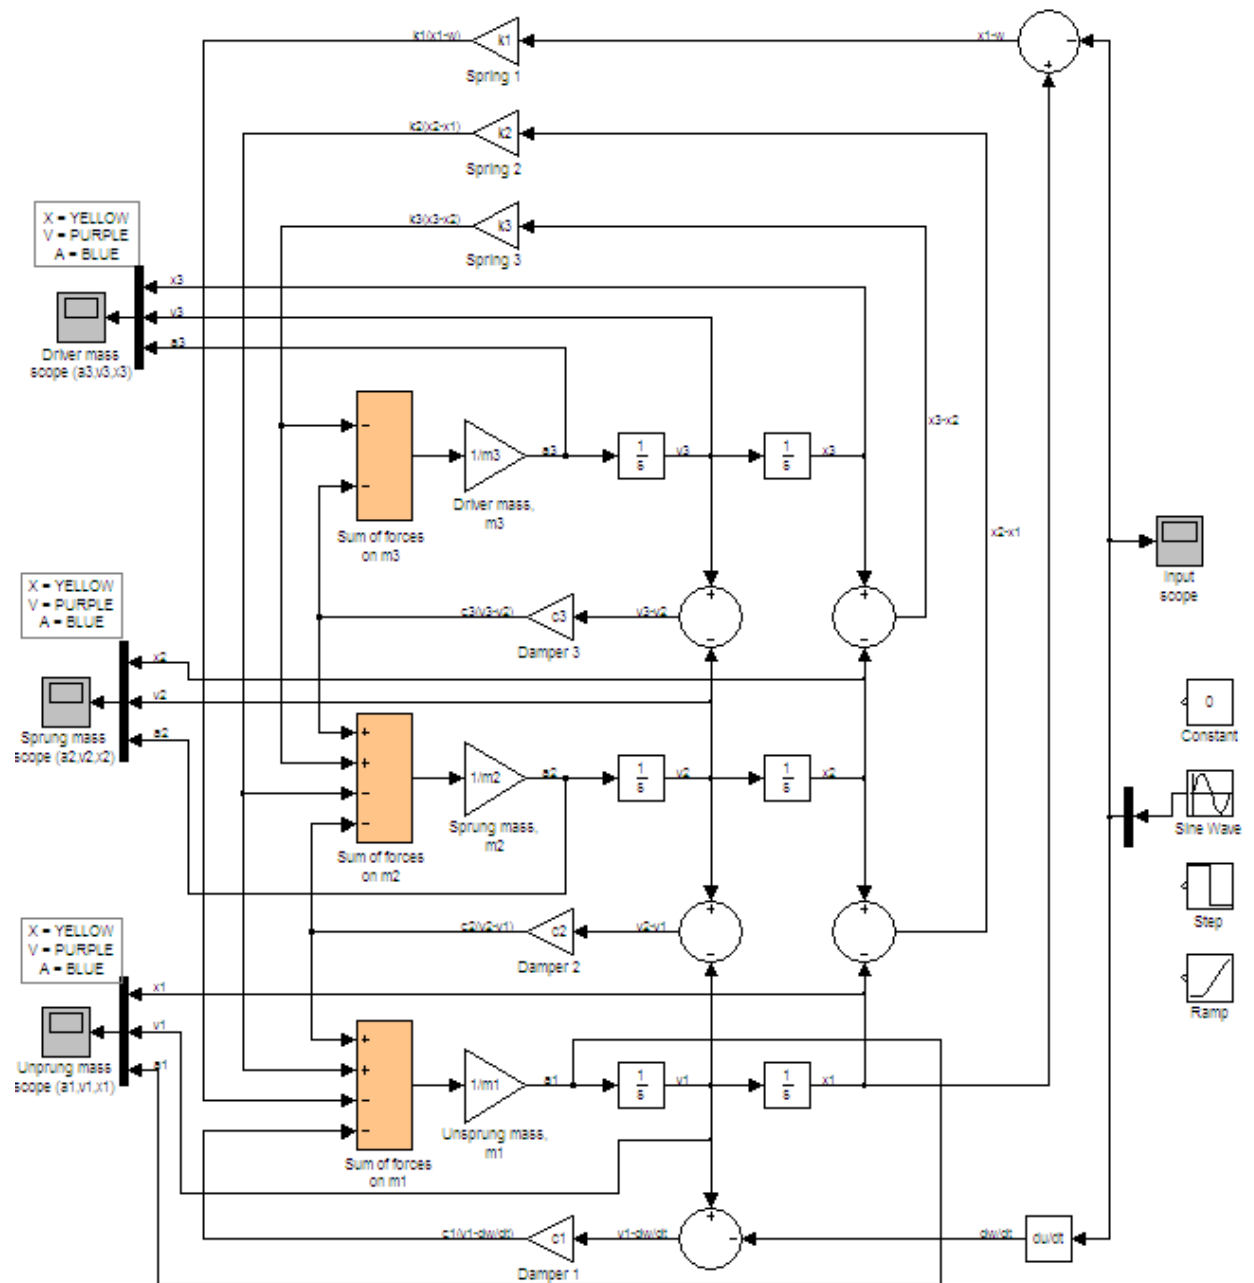 k1(x1-w)
k1
x1-w
-
+
Spring 1
k2(x2-x1)
k2
Spring 2
k3(x3-x2)
k3
Spring 3
X = YELLOW
V = PURPLE
A = BLUE
x3
v3
a3
Driver mass
scope (a3,v3,x3)
-
-
1/m3
a3
1
s
v3
1
s
x3
x3-x2
Driver mass,
m3
Sum of forces
on m3
x2-x1
Input
scope
X = YELLOW
V = PURPLE
A = BLUE
c3(v3-v2)
c3
v3-v2
+
-
+
-
Damper 3
x2
v2
a2
Sprung mass
scope (a2,v2,x2)
+
+
-
-
1/m2
a2
1
s
v2
1
s
x2
Sprung mass,
m2
Sum of forces
on m2
0
Constant
Sine Wave
Step
Ramp
X = YELLOW
V = PURPLE
A = BLUE
c2(v2-v1)
c2
v2-v1
+
-
+
-
Damper 2
x1
v1
a1
Unprung mass
scope (a1,v1,x1)
+
+
-
-
1/m1
a1
1
s
v1
1
s
x1
Unsprung mass,
m1
Sum of forces
on m1
c1(v1-dw/dt)
c1
v1-dw/dt
+
-
dw/dt
du/dt
Damper 1